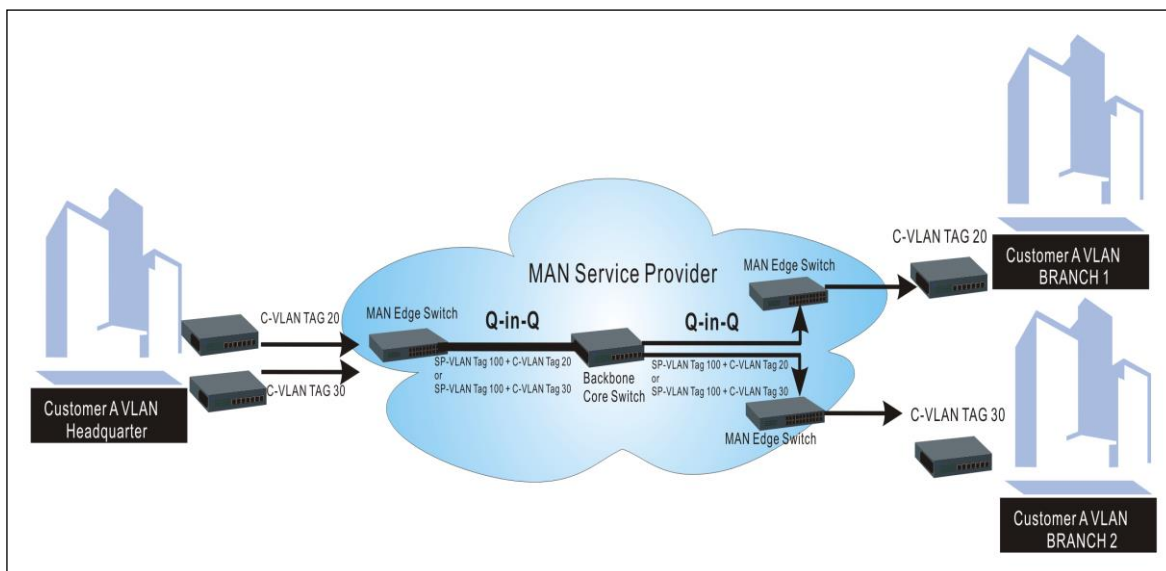 C-VLAN TAG 20
C-VLAN TAG 30
Customer A VLAN
Headquarter
MAN Service Provider
MAN Edge Switch
Q-in-Q
SP-VLAN Tag 100 + C-VLAN Tag 20
or
SP-VLAN Tag 100 + C-VLAN Tag 30
Backbone
Core Switch
Q-in-Q
SP-VLAN Tag 100 + C-VLAN Tag 20
or
SP-VLAN Tag 100 + C-VLAN Tag 30
MAN Edge Switch
MAN Edge Switch
C-VLAN TAG 20
Customer A VLAN
BRANCH 1
C-VLAN TAG 30
Customer A VLAN
BRANCH 2